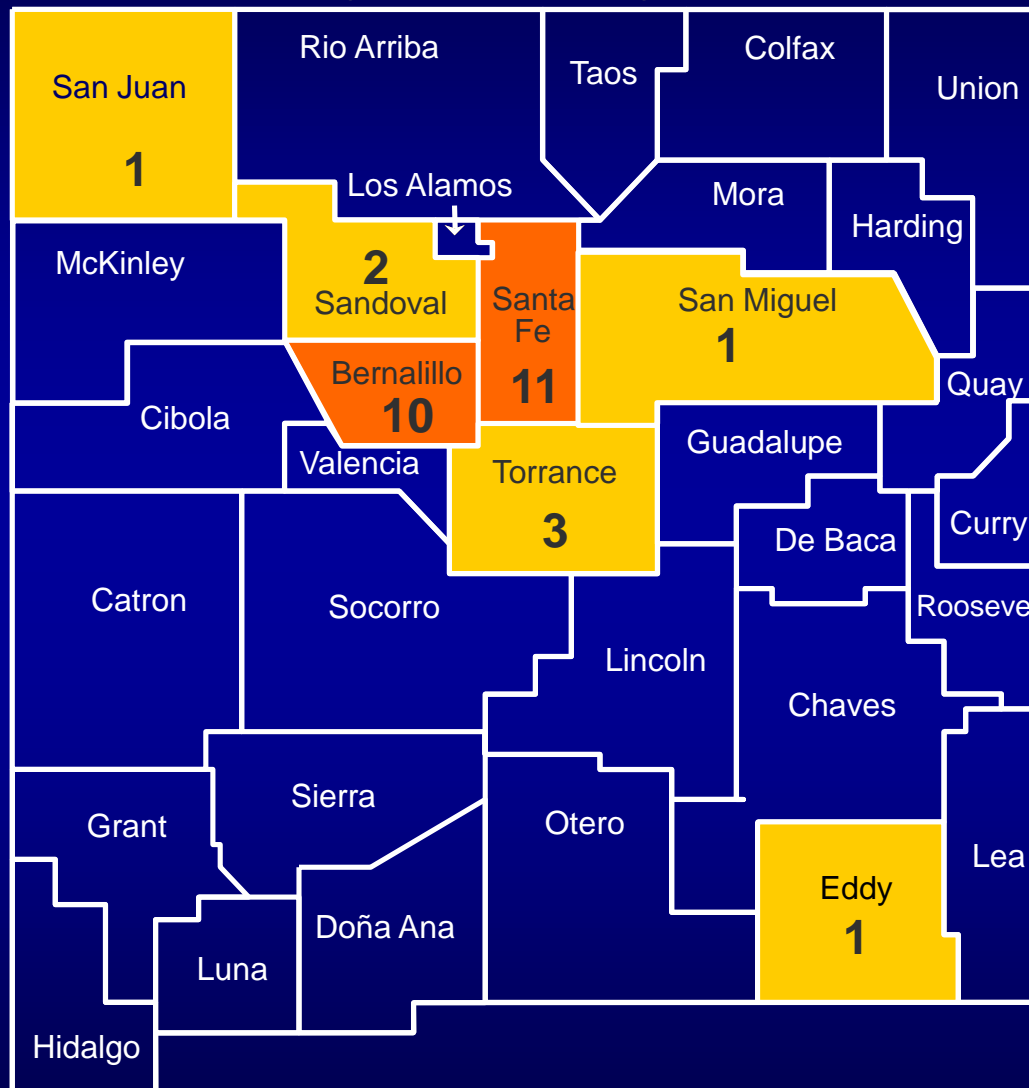 Rio Arriba
Colfax
Taos
San Juan
1
Union
Los Alamos
Mora
Harding
McKinley
2
Sandoval
Santa
Fe
11
San Miguel
1
Bernalillo
10
Quay
Cibola
Guadalupe
Valencia
Torrance
3
Curry
De Baca
Catron
Socorro
Rooseve
Lincoln
Chaves
Sierra
Grant
Otero
Lea
Eddy
1
Doña Ana
Luna
Hidalgo